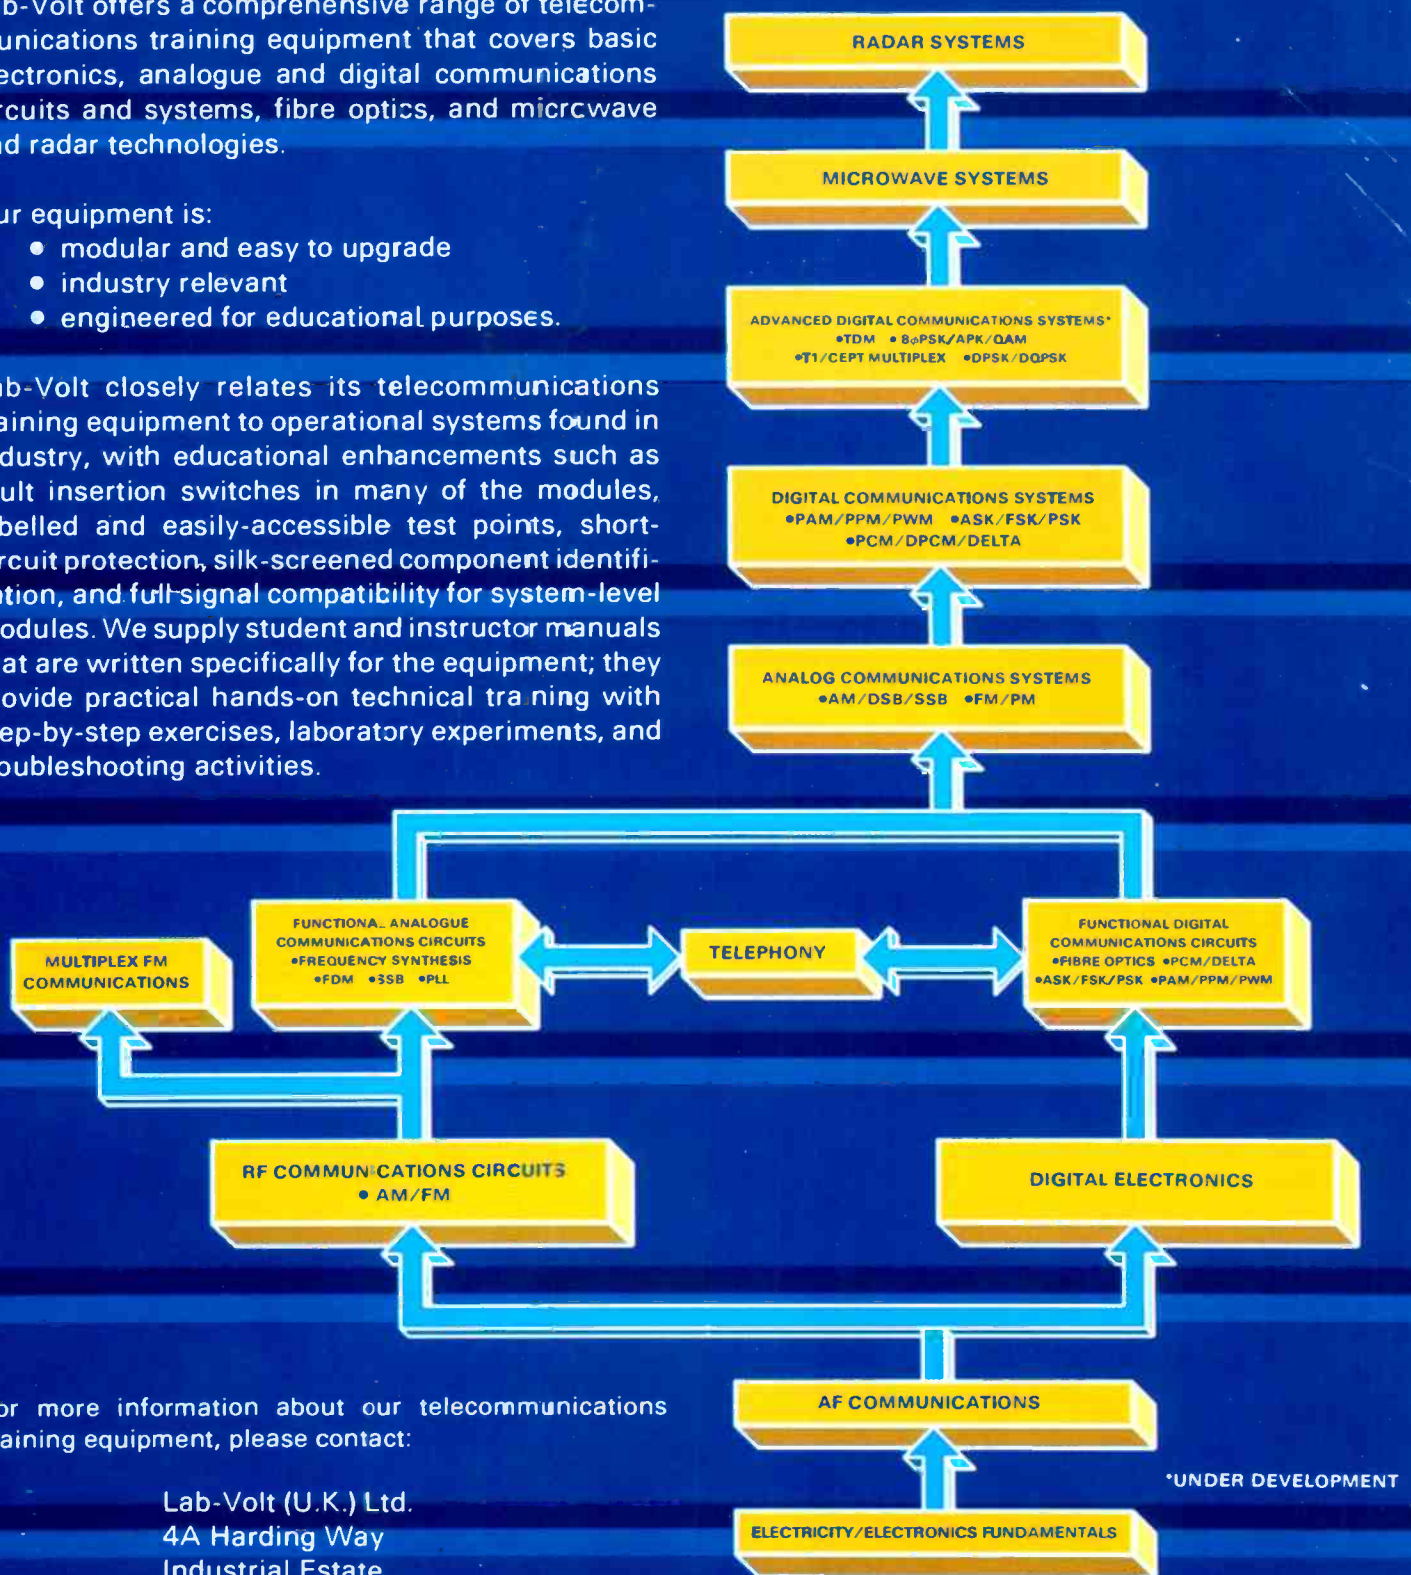 b-Volt offers a comprehensive range of telecom-
unications training equipment that covers basic
ectronics, analogue and digital communications
rcuits and systems, fibre optics, and micrcwave
d radar technologies.
ur equipment is:
• modular and easy to upgrade
• industry relevant
• engineered for educational purposes.
ab-Volt closely relates its telecommunications
aining equipment to operational systems found in
dustry, with educational enhancements such as
ult insertion switches in many of the modules,
belled and easily-accessible test points, short-
rcuit protection, silk-screened component identifi-
tion, and full signal compatibility for system-level
odules. We supply student and instructor manuals
at are written specifically for the equipment; they
ovide practical hands-on technical training with
ep-by-step exercises, laboratory experiments, and
oubleshooting activities.
RADAR SYSTEMS
MICROWAVE SYSTEMS
ADVANCED DIGITAL COMMUNICATIONS SYSTEMS*
•TDM •8φPSK/APK/QAM
•T1/CEPT MULTIPLEX •DPSK/DQPSK
DIGITAL COMMUNICATIONS SYSTEMS
•PAM/PPM/PWM •ASK/FSK/PSK
•PCM/DPCM/DELTA
ANALOG COMMUNICATIONS SYSTEMS
•AM/DSB/SSB •FM/PM
MULTIPLEX FM
COMMUNICATIONS
FUNCTIONAL ANALOGUE
COMMUNICATIONS CIRCUITS
•FREQUENCY SYNTHESIS
•FDM •SSB •PLL
TELEPHONY
FUNCTIONAL DIGITAL
COMMUNICATIONS CIRCUITS
•FIBRE OPTICS •PCM/DELTA
•ASK/FSK/PSK •PAM/PPM/PWM
RF COMMUNICATIONS CIRCUITS
• AM/FM
DIGITAL ELECTRONICS
AF COMMUNICATIONS
ELECTRICITY/ELECTRONICS FUNDAMENTALS
*UNDER DEVELOPMENT
or more information about our telecommunications
aining equipment, please contact:
Lab-Volt (U.K.) Ltd.
4A Harding Way
Industrial Estate